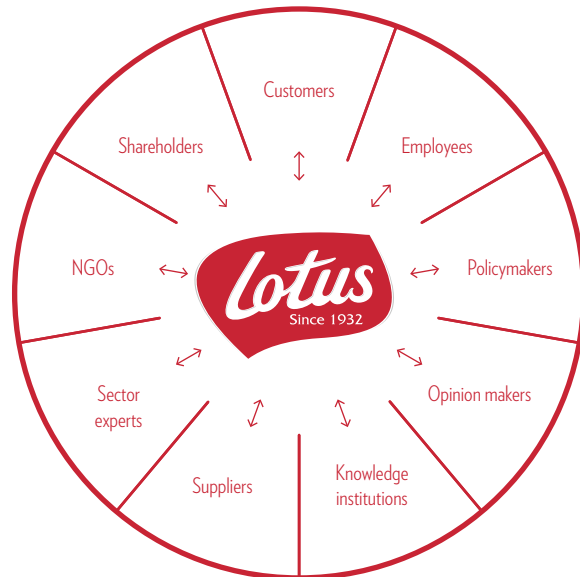 Customers
Shareholders
Employees
NGOs
Lotus
Since 1932
Policymakers
Sector
experts
Opinion makers
Suppliers
Knowledge
institutions